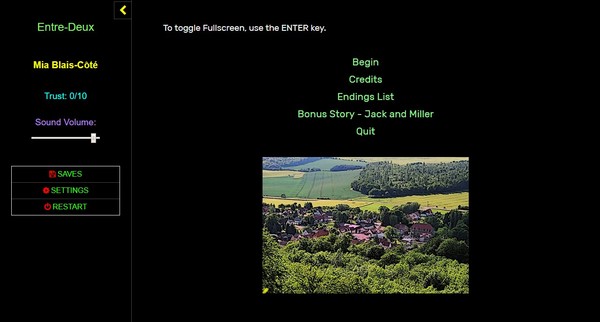 Entre-Deux
Mia Blais-Côté
Trust: 0/10
Sound Volume:
SAVES
SETTINGS
RESTART
To toggle Fullscreen, use the ENTER key.
Begin
Credits
Endings List
Bonus Story - Jack and Miller
Quit